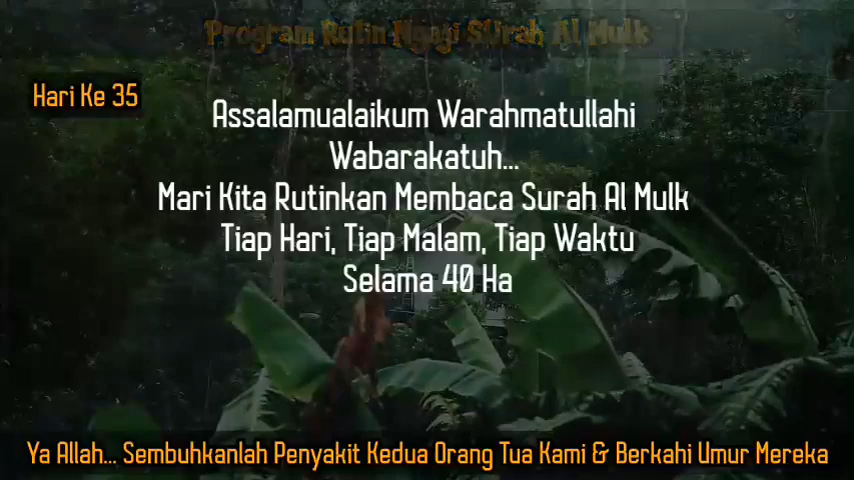 Program Rutin Ngaji SUrah Al Mulk
Hari Ke 35
Assalamualaikum Warahmatullahi
Wabarakatuh...
Mari Kita Rutinkan Membaca Surah Al Mulk
Tiap Hari, Tiap Malam, Tiap Waktu
Selama 40 Ha
Ya Allah... Sembuhkanlah Penyakit Kedua Orang Tua Kami & Berkahi Umur Mereka